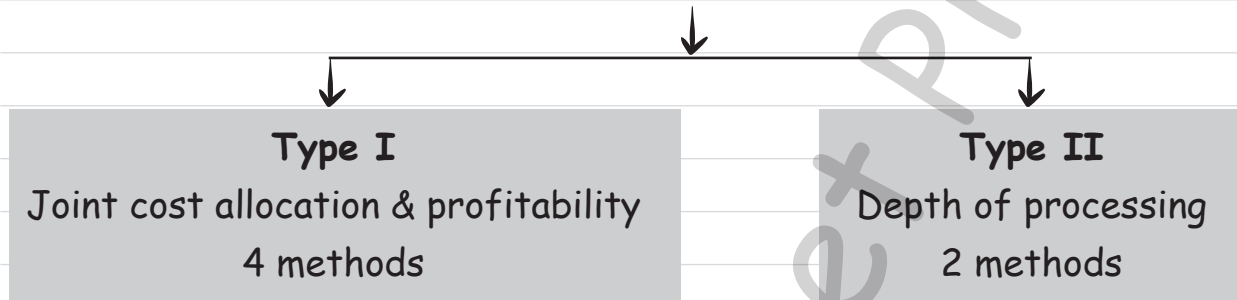 Type I
Joint cost allocation & profitability
4 methods
Type II
Depth of processing
2 methods